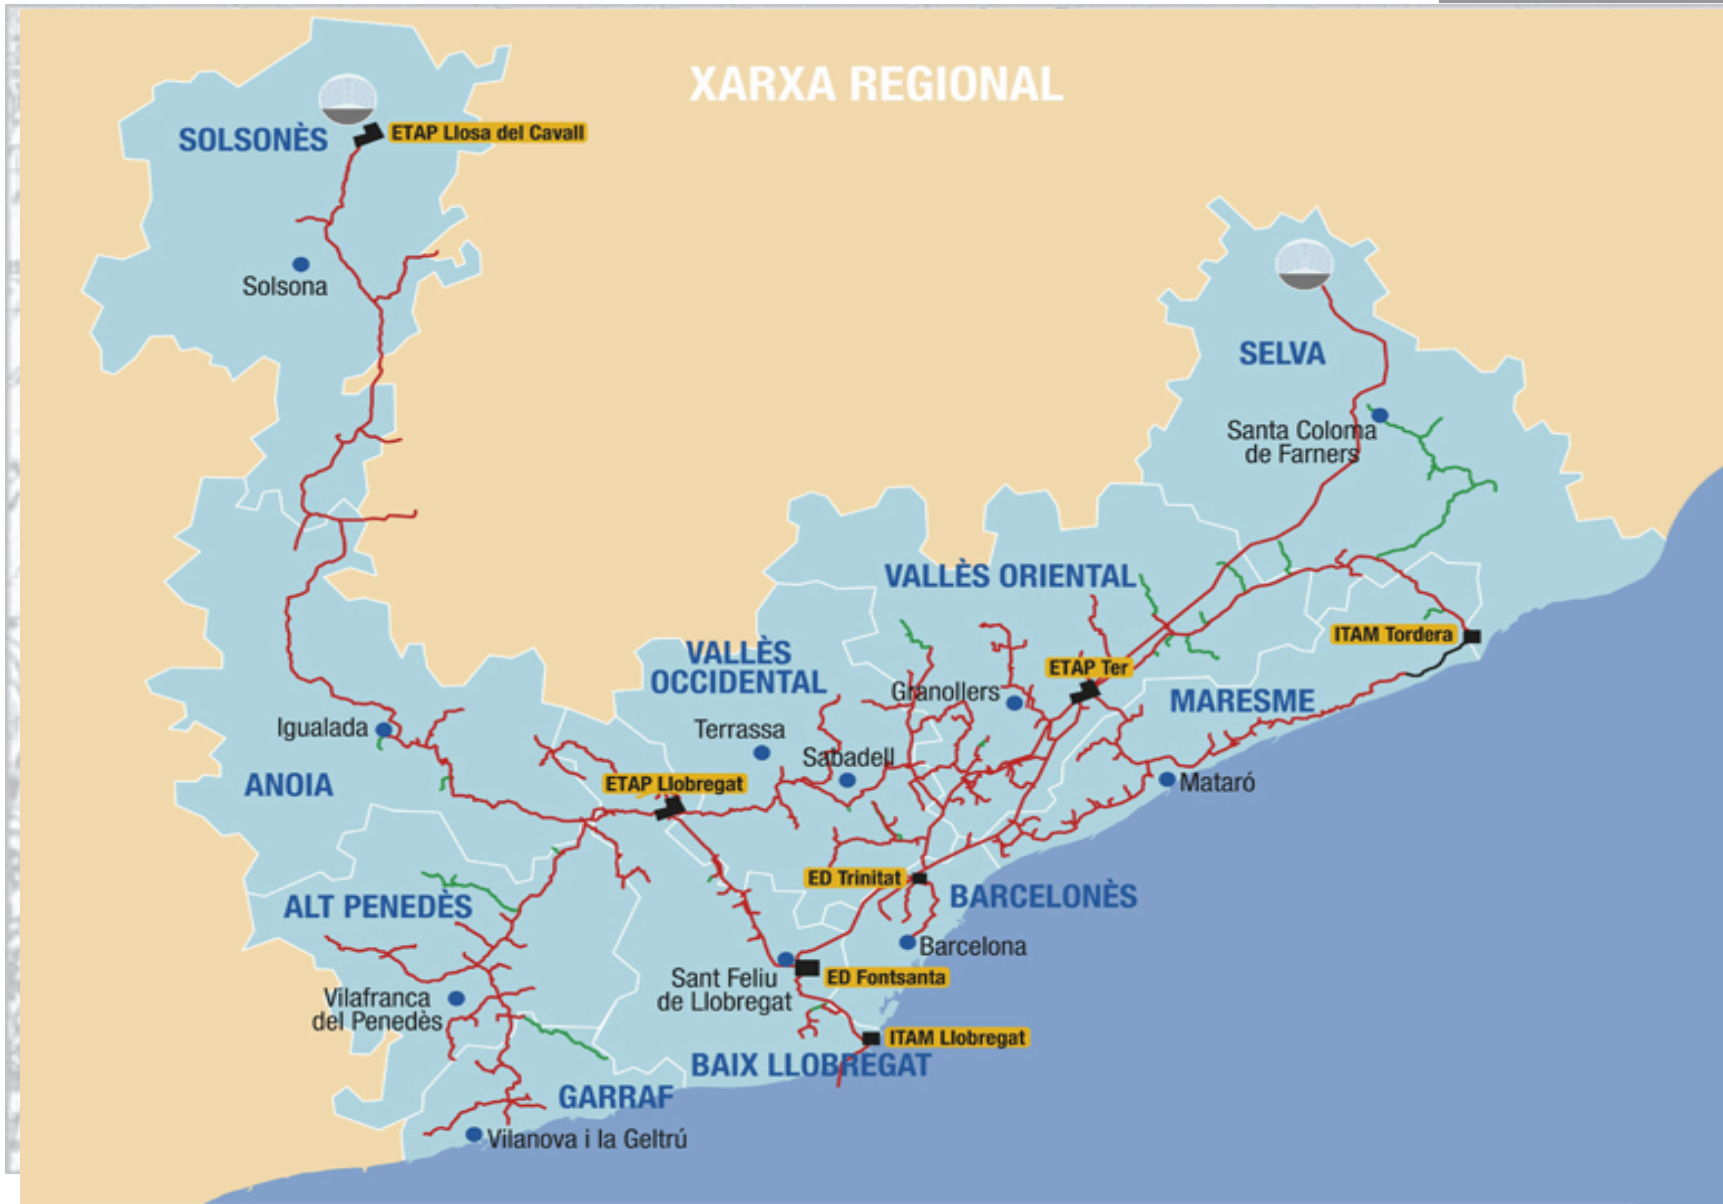 XARXA REGIONAL
SOLSONÈS
ETAP Llosa del Cavall
Solsona
SELVA
Santa Coloma
de Farners
VALLÈS ORIENTAL
ITAM Tordera
VALLÈS
OCCIDENTAL
ETAP Ter
Granollers
MARESME
Igualada
Terrassa
Sabadell
ANOIA
ETAP Llobregat
Mataró
ED Trinitat
BARCELONÈS
ALT PENEDÈS
Barcelona
Sant Feliu
de Llobregat
ED Fontsanta
Vilafranca
del Penedès
ITAM Llobregat
BAIX LLOBREGAT
GARRAF
Vilanova i la Geltrú